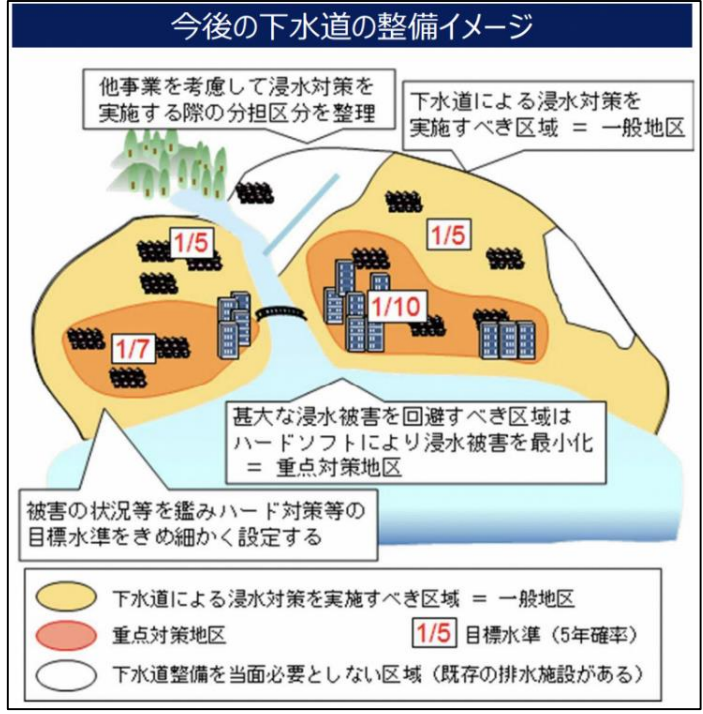 今後の下水道の整備イメージ
他事業を考慮して浸水対策を
実施する際の分担区分を整理
下水道による浸水対策を
実施すべき区域 = 一般地区
1/5
1/5
1/10
1/7
甚大な浸水被害を回避すべき区域は
ハードソフトにより浸水被害を最小化
= 重点対策地区
被害の状況等を鑑みハード対策等の
目標水準をきめ細かく設定する
下水道による浸水対策を実施すべき区域 = 一般地区
重点対策地区 1/5 目標水準（5年確率）
下水道整備を当面必要としない区域（既存の排水施設がある）